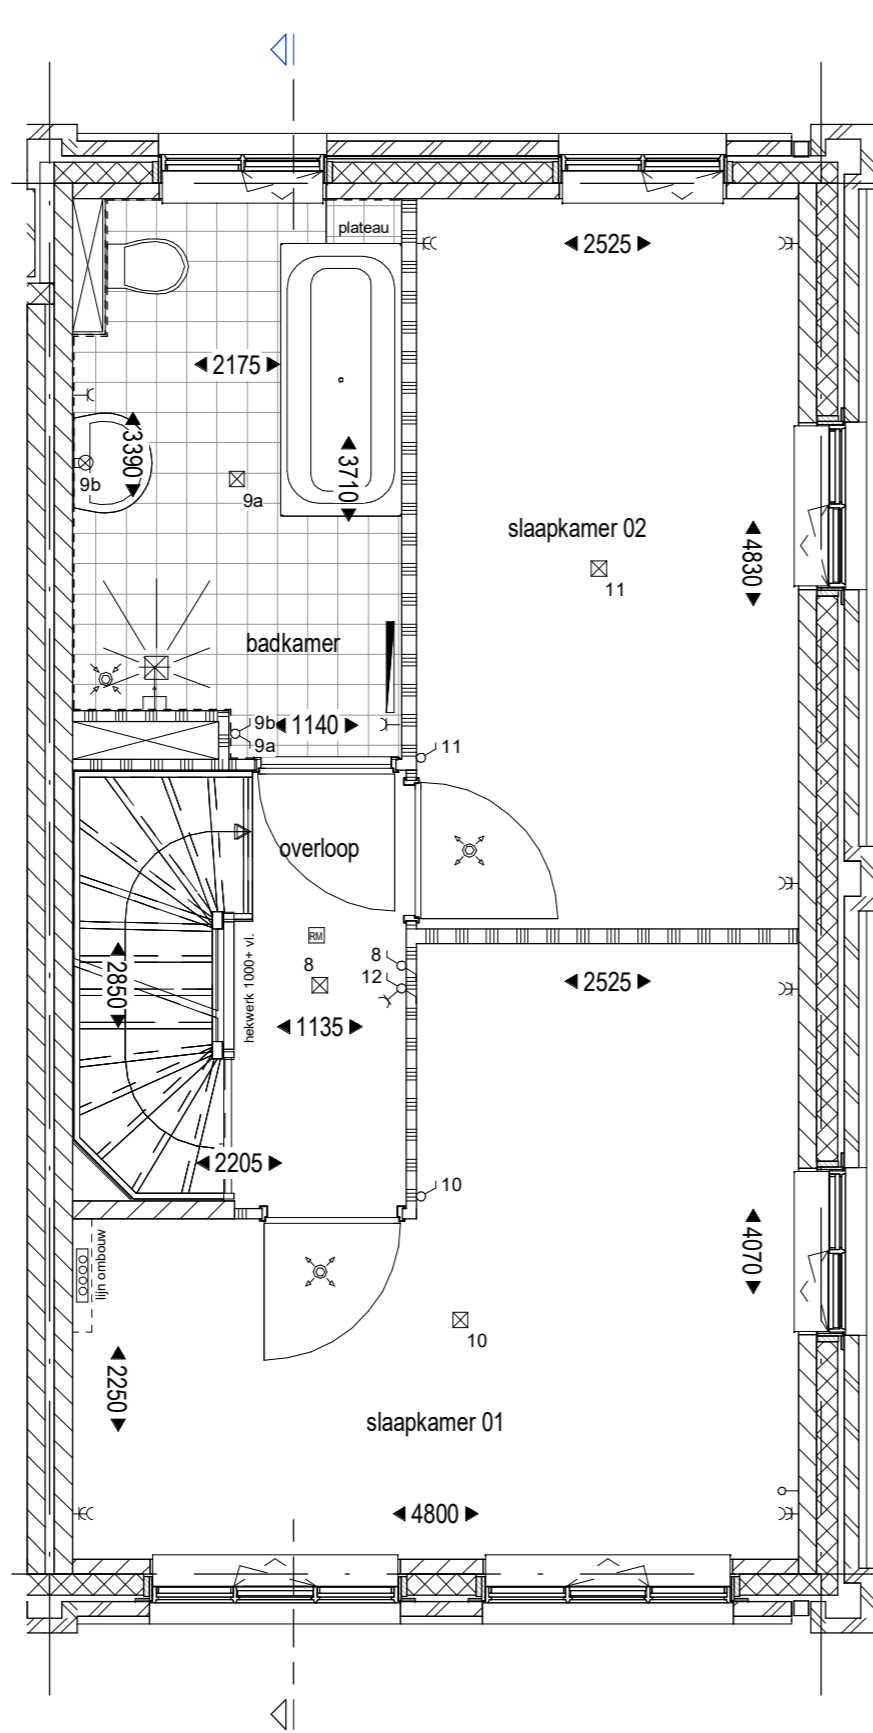 plateau
2525
2175
3390
3710
9b
9a
slaapkamer 02
4830
11
badkamer
9b
9a
1140
11
overloop
RM
8
hekwerk 1000+ vl.
2850
8
12
2525
1135
2205
10
lijn ombouw
4070
10
2250
slaapkamer 01
4800